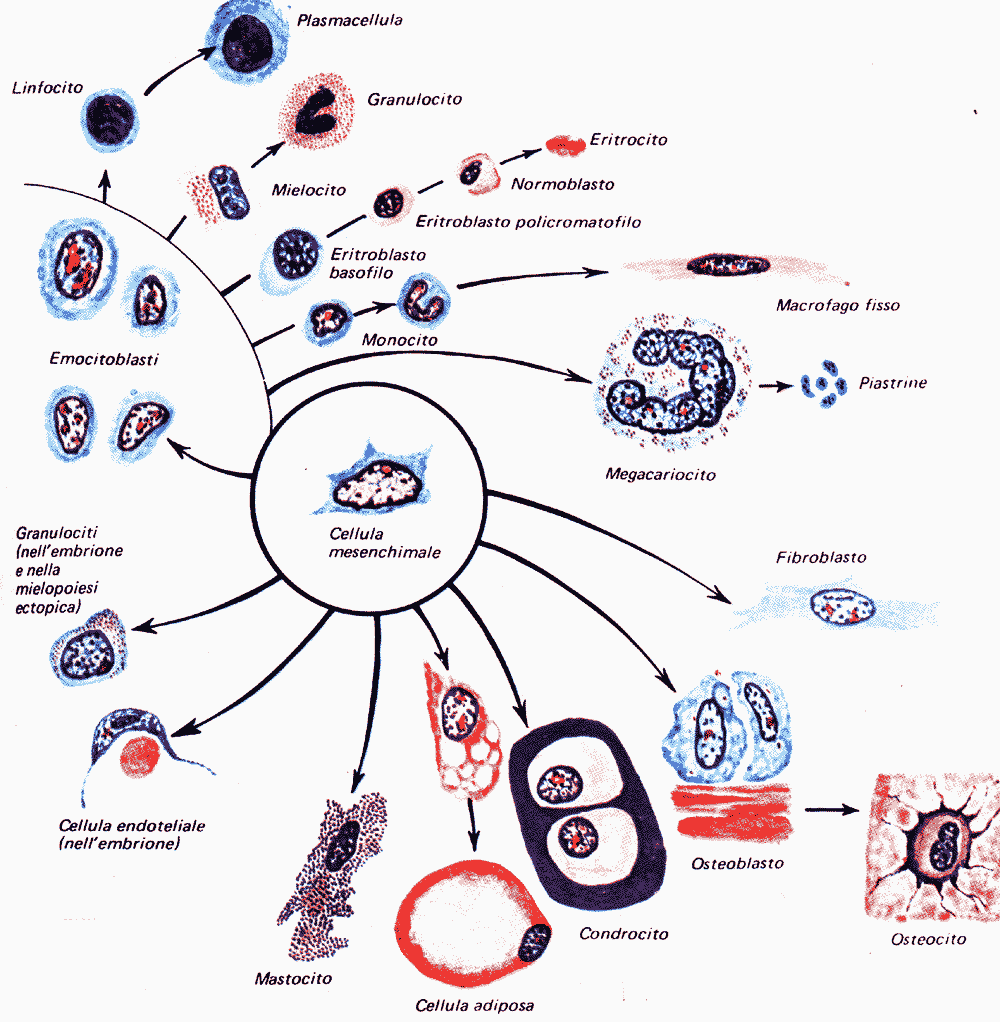 Plasmacellula
Linfocito
Granulocito
Eritrocito
Normoblasto
Mielocito
Eritroblasto policromatofilo
Eritroblasto
basofilo
Macrofago fisso
Monocito
Emocitoblasti
Piastrine
Megacariocito
Cellula
mesenchimale
Granulociti
(nell'embrione
e nella
mielopoiesi
ectopica)
Fibroblasto
Cellula endoteliale
(nell'embrione)
Osteoblasto
Condrocito
Osteocito
Mastocito
Cellula adiposa